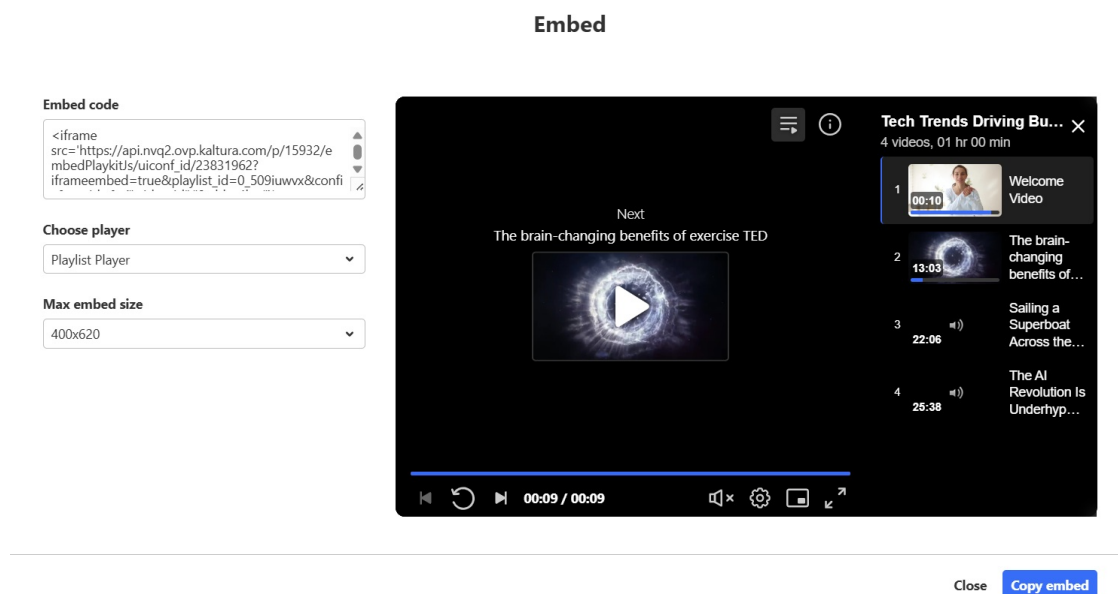 Embed
Embed code
<iframe
src='https://api.nvq2.ovp.kaltura.com/p/15932/e
mbedPlaykitJs/uiconf_id/23831962?
iframeembed=true&playlist_id=0_509iuwvx&confi
Choose player
Playlist Player
Max embed size
400x620
Next
The brain-changing benefits of exercise TED
00:09 / 00:09
Tech Trends Driving Bu...
4 videos, 01 hr 00 min
1
00:10
Welcome
Video
2
13:03
The brain-
changing
benefits of...
3
22:06
Sailing a
Superboat
Across the...
4
25:38
The AI
Revolution Is
Underhyp...
Close
Copy embed